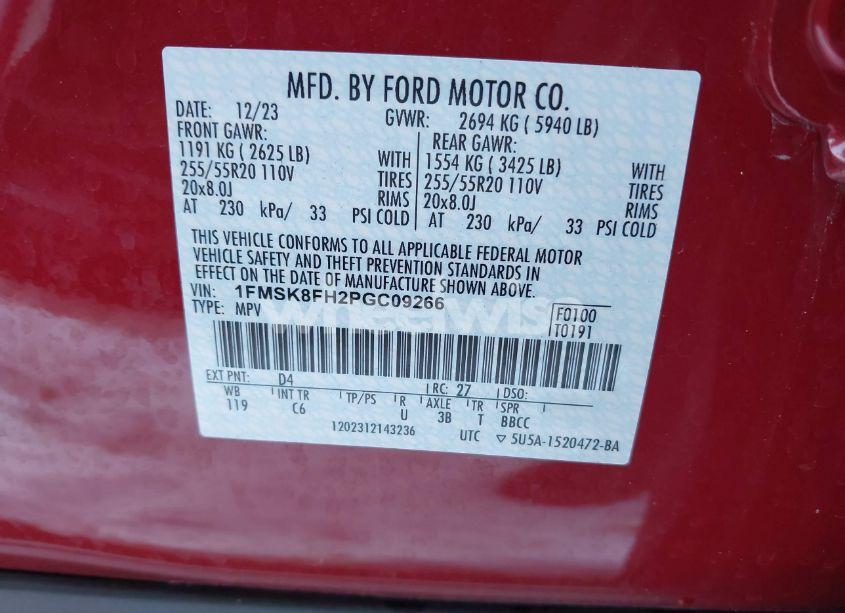 MFD. BY FORD MOTOR CO.
DATE: 12/23 GVWR: 2694 KG ( 5940 LB)
FRONT GAWR: REAR GAWR:
1191 KG ( 2625 LB) WITH 1554 KG ( 3425 LB) WITH
255/55R20 110V TIRES 255/55R20 110V TIRES
20x8.0J RIMS 20x8.0J RIMS
AT 230 kPa/ 33 PSI COLD AT 230 kPa/ 33 PSI COLD
THIS VEHICLE CONFORMS TO ALL APPLICABLE FEDERAL MOTOR
VEHICLE SAFETY AND THEFT PREVENTION STANDARDS IN
EFFECT ON THE DATE OF MANUFACTURE SHOWN ABOVE.
VIN: 1FMSK8FH2PGC09266 F0100
TYPE: MPV T0191
EXT PNT: D4 RC: 27 DSO:
WB INT TR TP/PS R AXLE TR SPR
119 C6 U 3B T BBCC
1202312143236 UTC ▽ 5U5A-1520472-BA